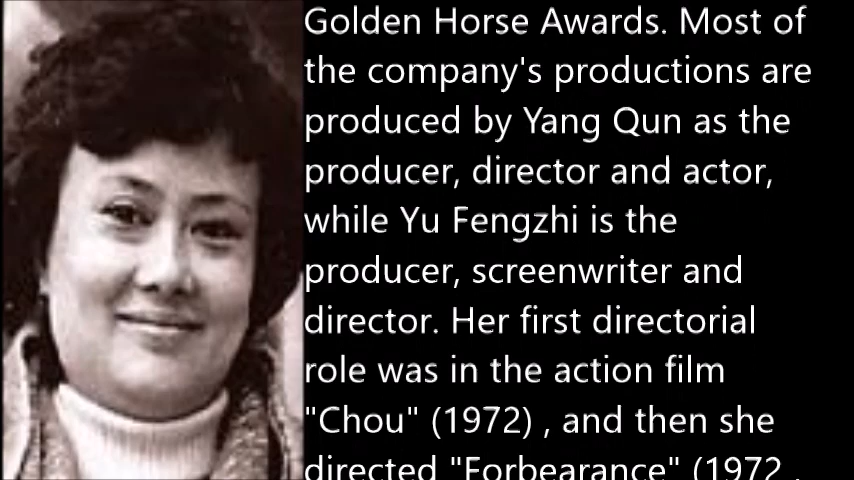 Golden Horse Awards. Most of
the company's productions are
produced by Yang Qun as the
producer, director and actor,
while Yu Fengzhi is the
producer, screenwriter and
director. Her first directorial
role was in the action film
"Chou" (1972) , and then she
directed "Forbearance" (1972 ,